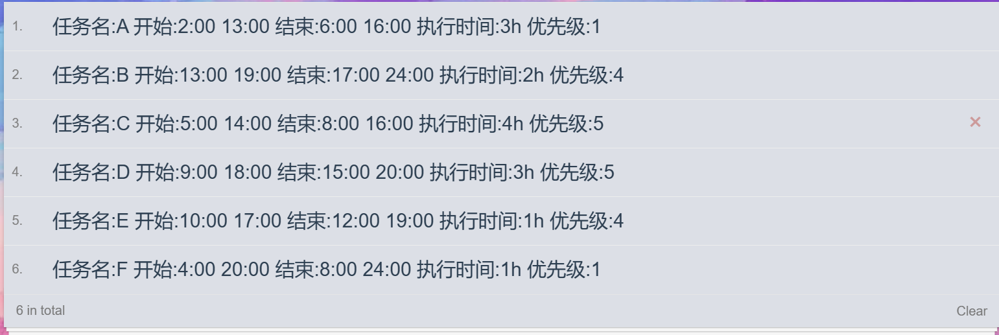 1. 任务名:A 开始:2:00 13:00 结束:6:00 16:00 执行时间:3h 优先级:1
2. 任务名:B 开始:13:00 19:00 结束:17:00 24:00 执行时间:2h 优先级:4
3. 任务名:C 开始:5:00 14:00 结束:8:00 16:00 执行时间:4h 优先级:5 ×
4. 任务名:D 开始:9:00 18:00 结束:15:00 20:00 执行时间:3h 优先级:5
5. 任务名:E 开始:10:00 17:00 结束:12:00 19:00 执行时间:1h 优先级:4
6. 任务名:F 开始:4:00 20:00 结束:8:00 24:00 执行时间:1h 优先级:1
6 in total Clear